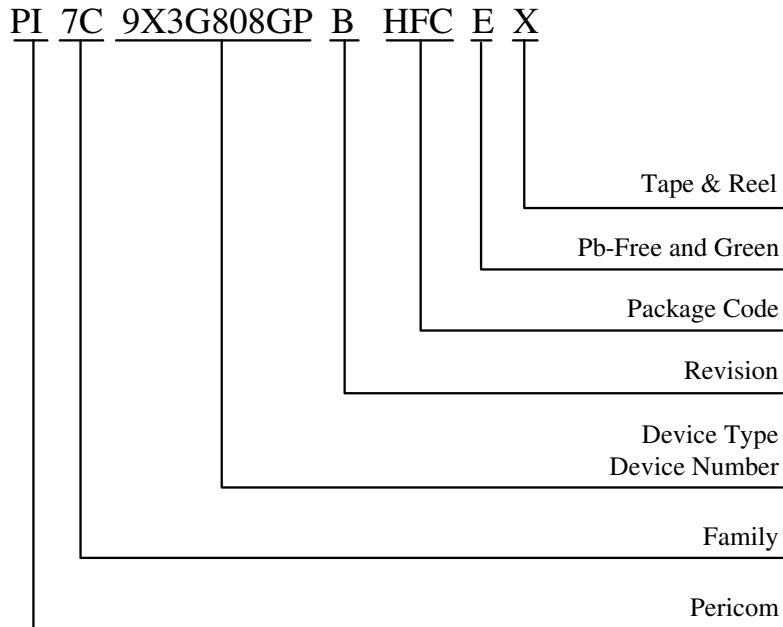 PI 7C 9X3G808GP B HFC E X
Tape & Reel
Pb-Free and Green
Package Code
Revision
Device Type
Device Number
Family
Pericom